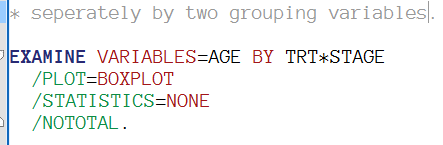 * seperately by two grouping variables.
EXAMINE VARIABLES=AGE BY TRT*STAGE
/PLOT=BOXPLOT
/STATISTICS=NONE
/NOTOTAL.